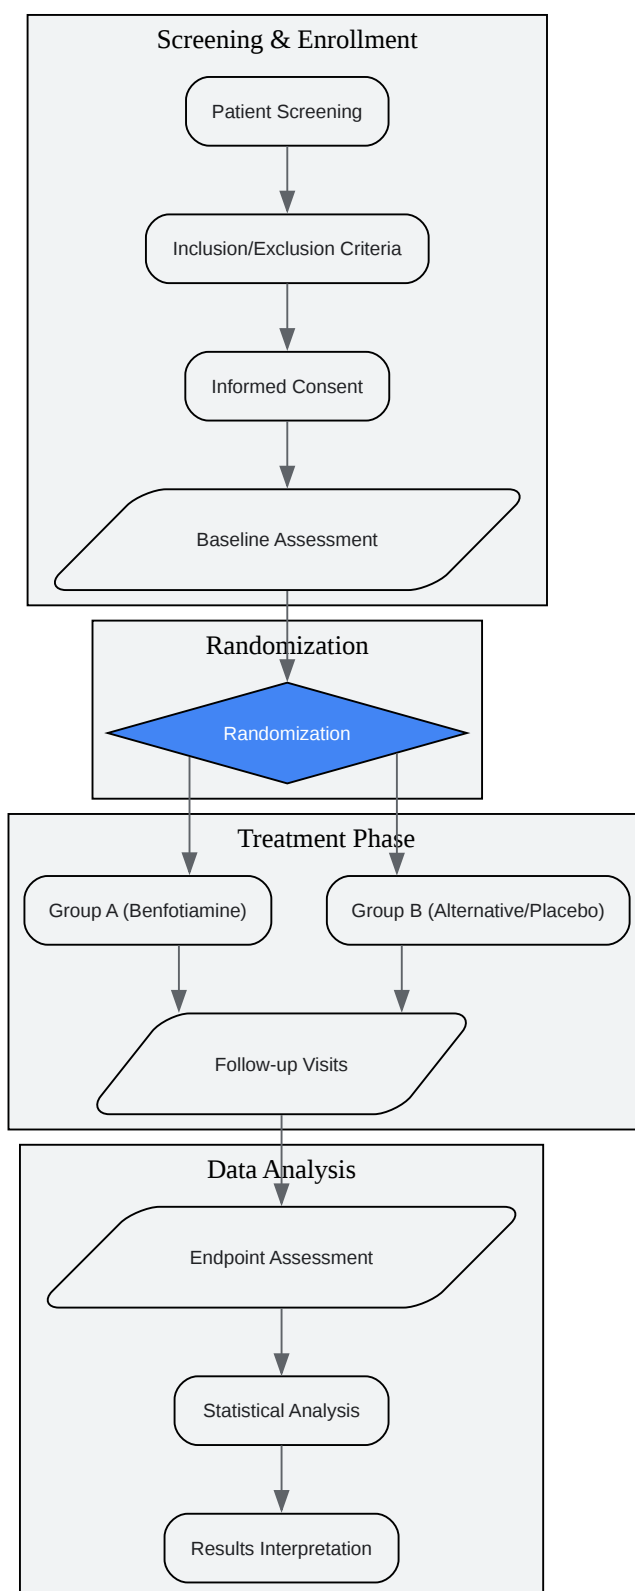 Screening & Enrollment
Patient Screening
Inclusion/Exclusion Criteria
Informed Consent
Baseline Assessment
Randomization
Randomization
Treatment Phase
Group A (Benfotiamine)
Group B (Alternative/Placebo)
Follow-up Visits
Data Analysis
Endpoint Assessment
Statistical Analysis
Results Interpretation